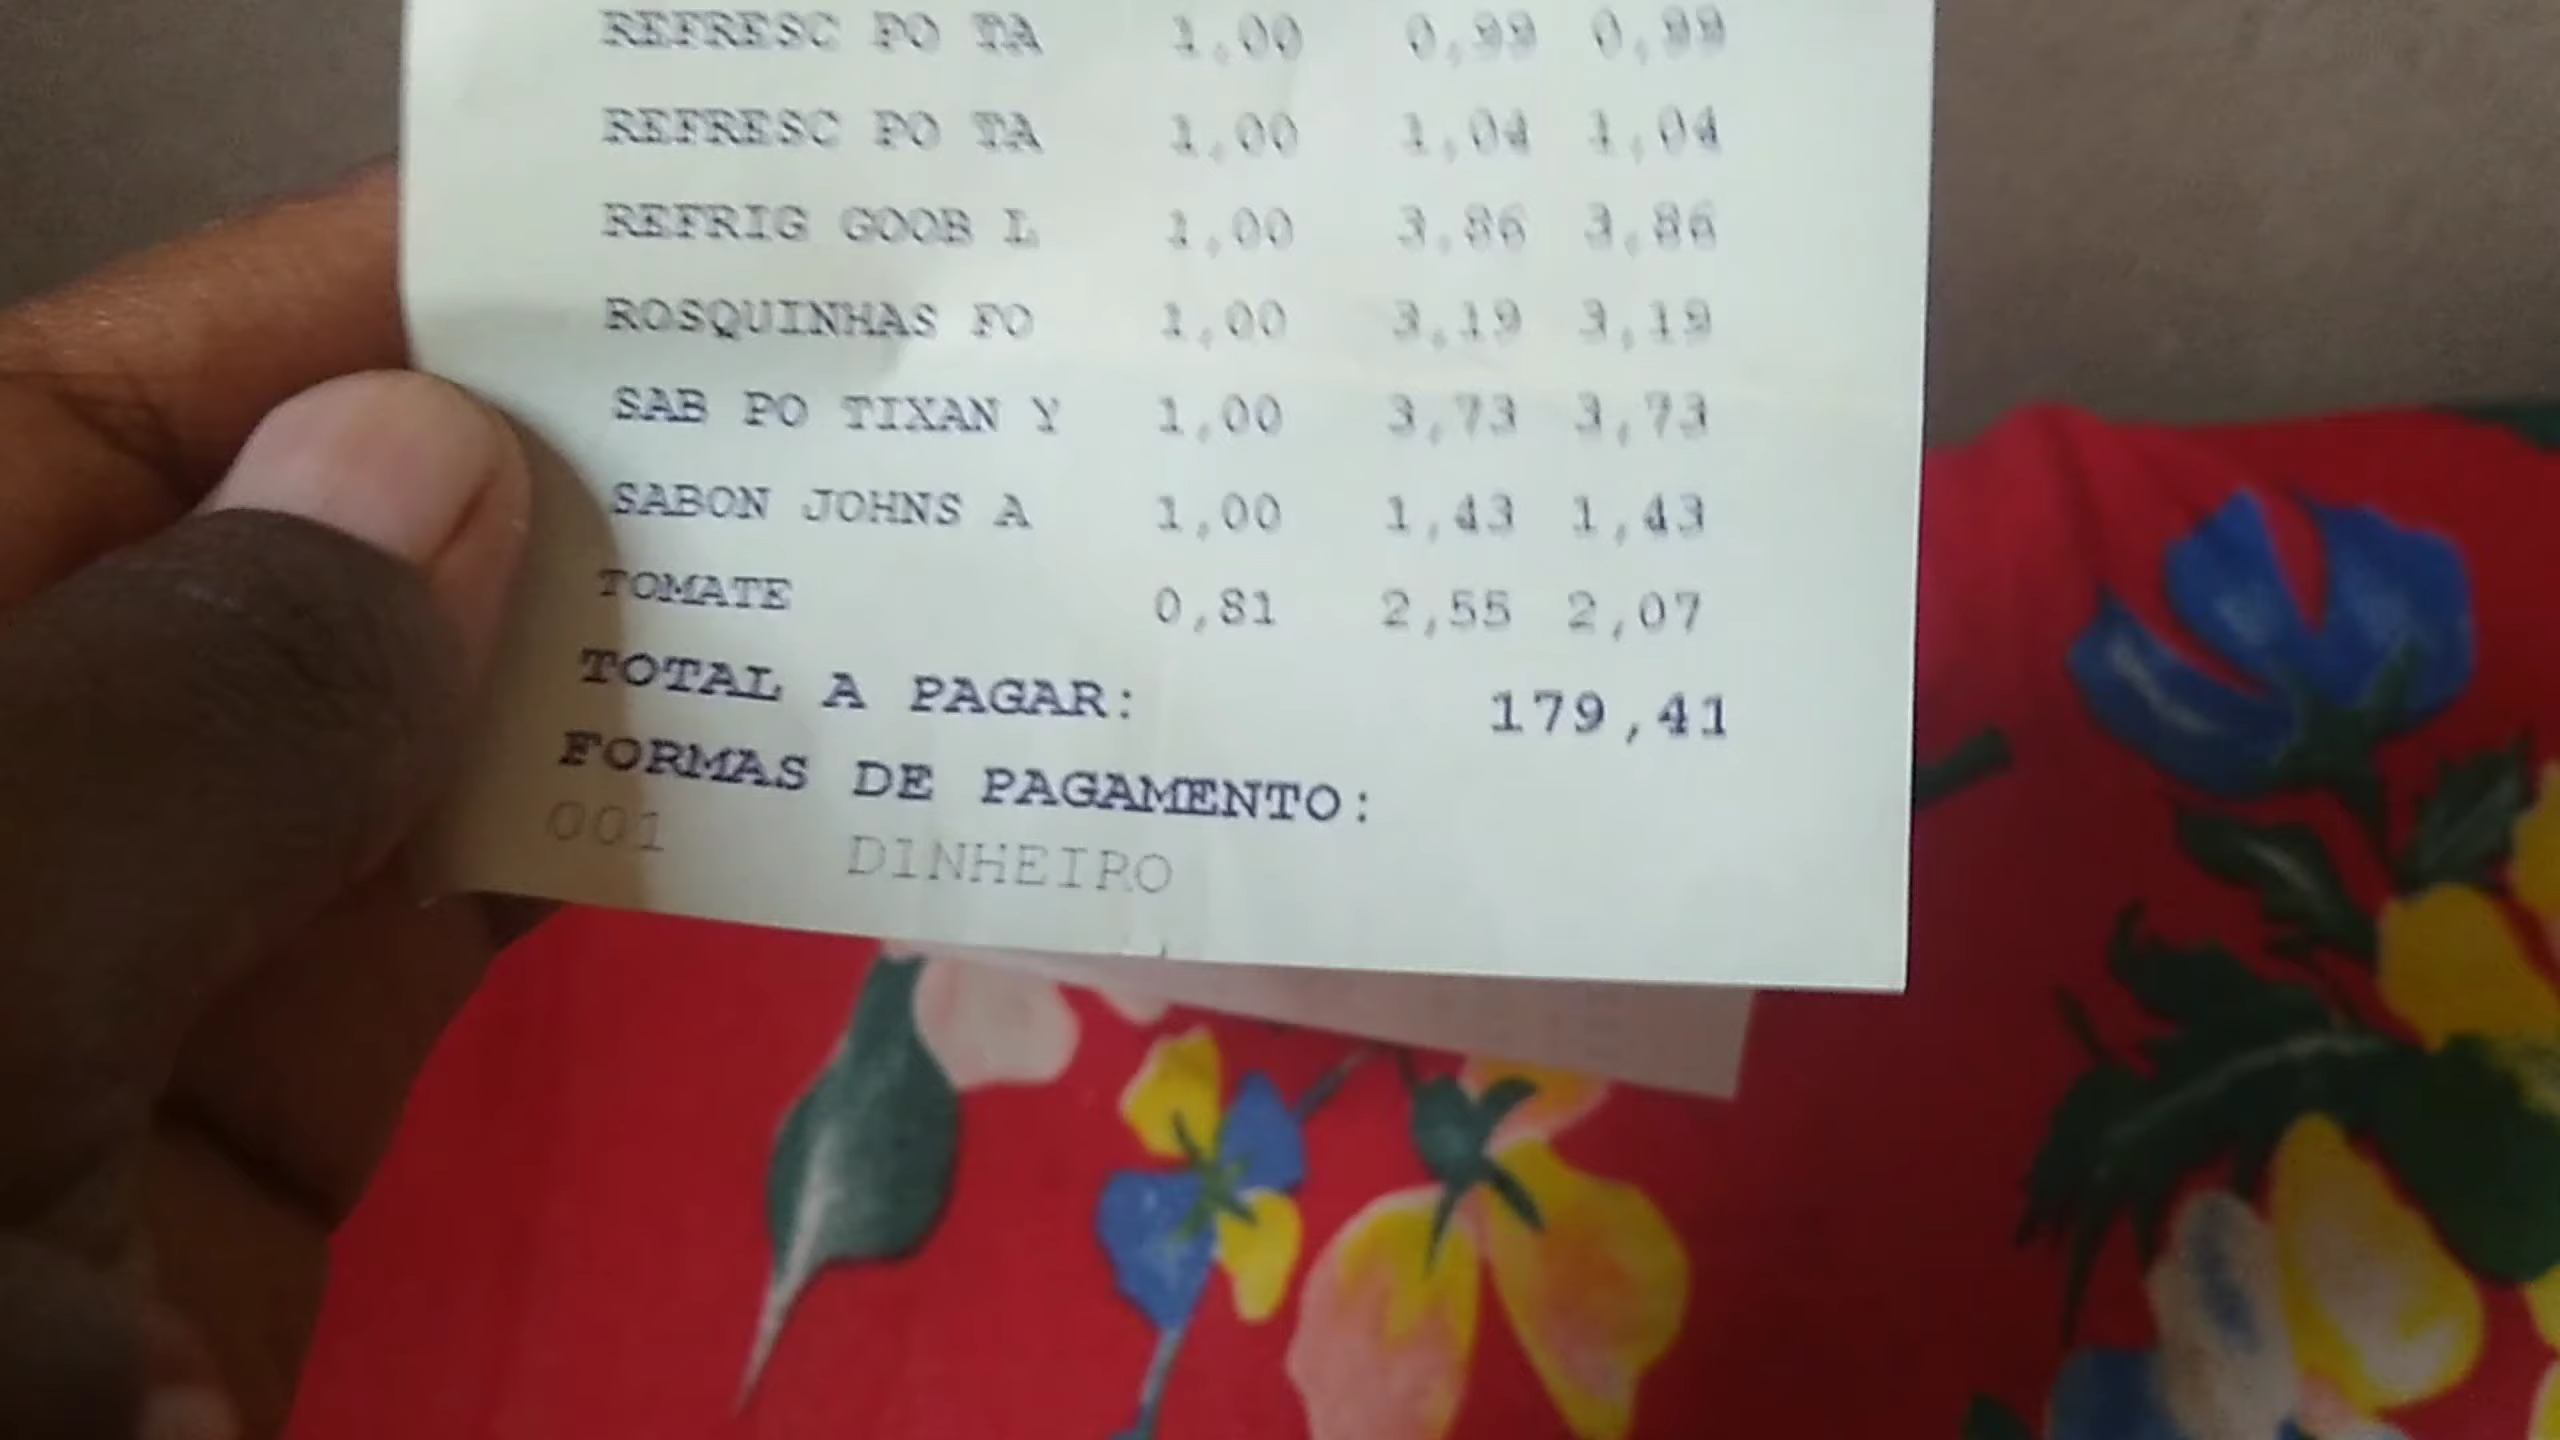 REFRESC PO TA 1,00 0,99 0,99
REFRESC PO TA 1,00 1,04 1,04
REFRIG GOOB L 1,00 3,86 3,86
ROSQUINHAS FO 1,00 3,19 3,19
SAB PO TIXAN Y 1,00 3,73 3,73
SABON JOHNS A 1,00 1,43 1,43
TOMATE 0,81 2,55 2,07
TOTAL A PAGAR: 179,41
FORMAS DE PAGAMENTO:
001 DINHEIRO